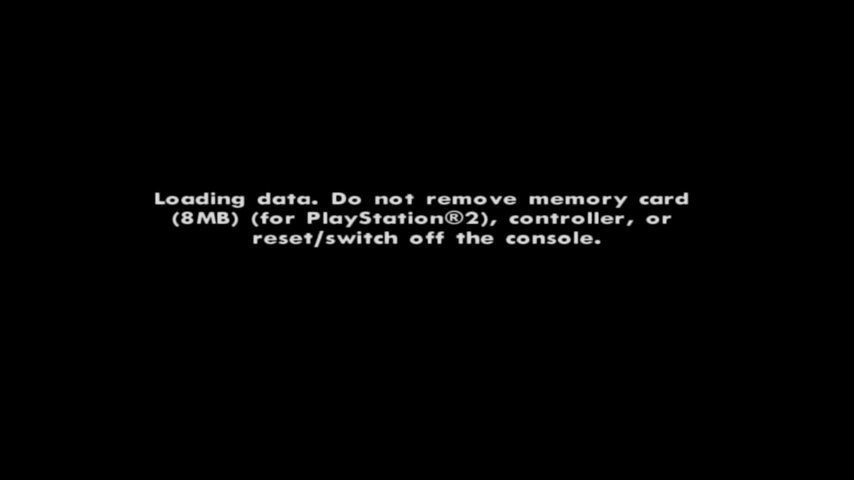 Loading data. Do not remove memory card
(8MB) (for PlayStation®2), controller, or
reset/switch off the console.